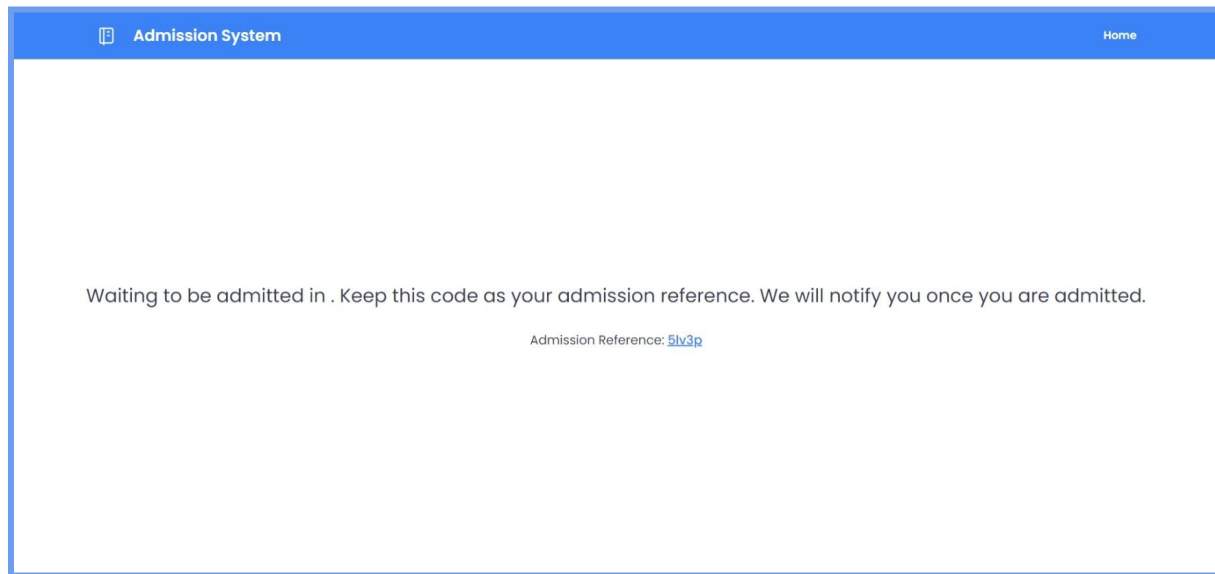 Admission System
Home
Waiting to be admitted in . Keep this code as your admission reference. We will notify you once you are admitted.
Admission Reference: 5lv3p